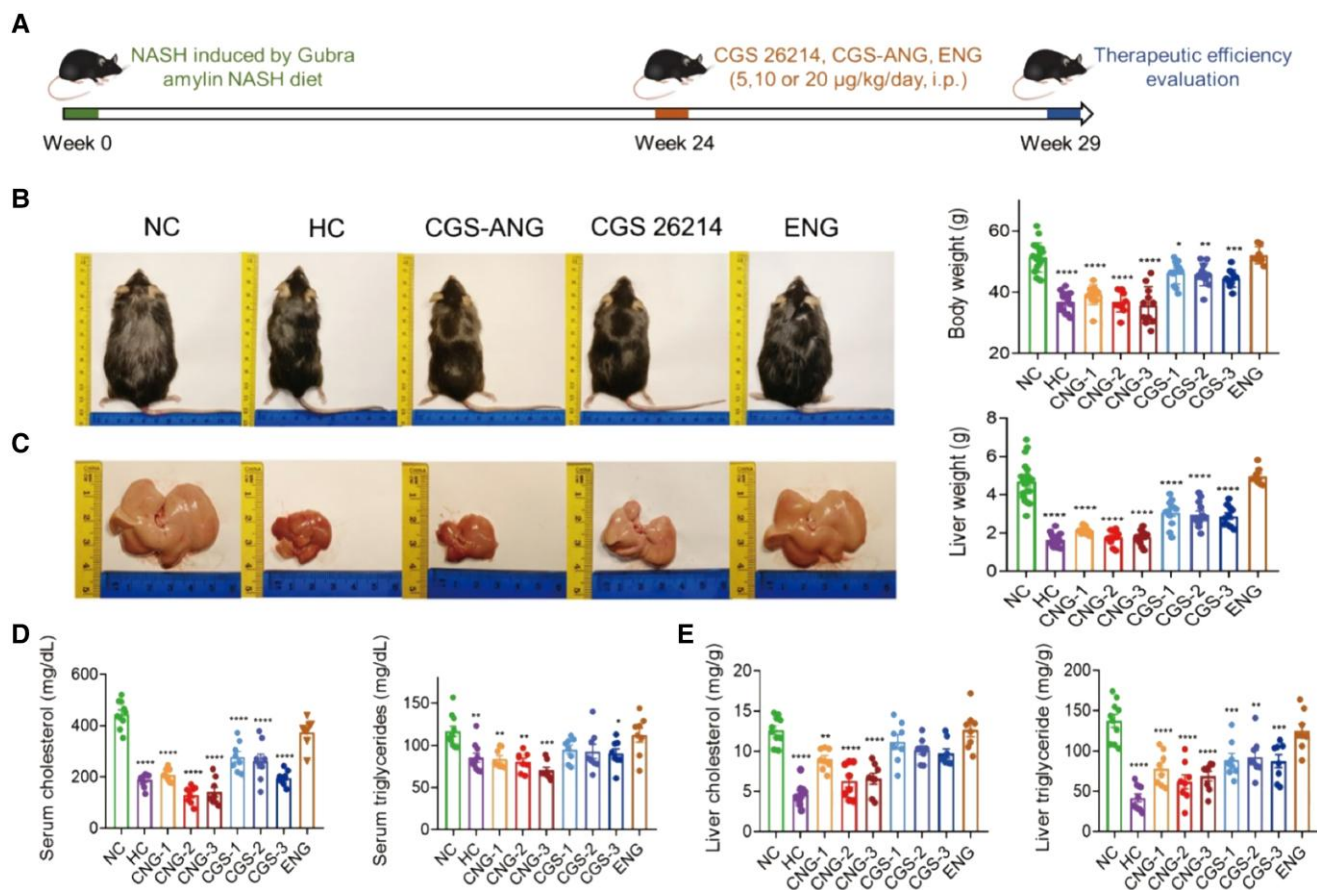 A
NASH induced by Gubra
amylin NASH diet
CGS 26214, CGS-ANG, ENG
(5,10 or 20 µg/kg/day, i.p.)
Therapeutic efficiency
evaluation
Week 0
Week 24
Week 29
B
NC
HC
CGS-ANG
CGS 26214
ENG
Body weight (g)
60
40
20
* ** ***
**** **** **** ****
NC
HC
CNG-1
CNG-2
CNG-3
CGS-1
CGS-2
CGS-3
ENG
C
Liver weight (g)
8
6
4
2
0
**** **** **** **** **** **** ****
NC
HC
CNG-1
CNG-2
CNG-3
CGS-1
CGS-2
CGS-3
ENG
D
Serum cholesterol (mg/dL)
600
400
200
0
**** **** **** **** **** **** ****
NC
HC
CNG-1
CNG-2
CNG-3
CGS-1
CGS-2
CGS-3
ENG
Serum triglycerides (mg/dL)
150
100
50
0
** ** ** *** *
NC
HC
CNG-1
CNG-2
CNG-3
CGS-1
CGS-2
CGS-3
ENG
E
Liver cholesterol (mg/g)
20
15
10
5
0
**** ** **** ****
NC
HC
CNG-1
CNG-2
CNG-3
CGS-1
CGS-2
CGS-3
ENG
Liver triglyceride (mg/g)
200
150
100
50
0
**** **** **** **** *** ** ***
NC
HC
CNG-1
CNG-2
CNG-3
CGS-1
CGS-2
CGS-3
ENG